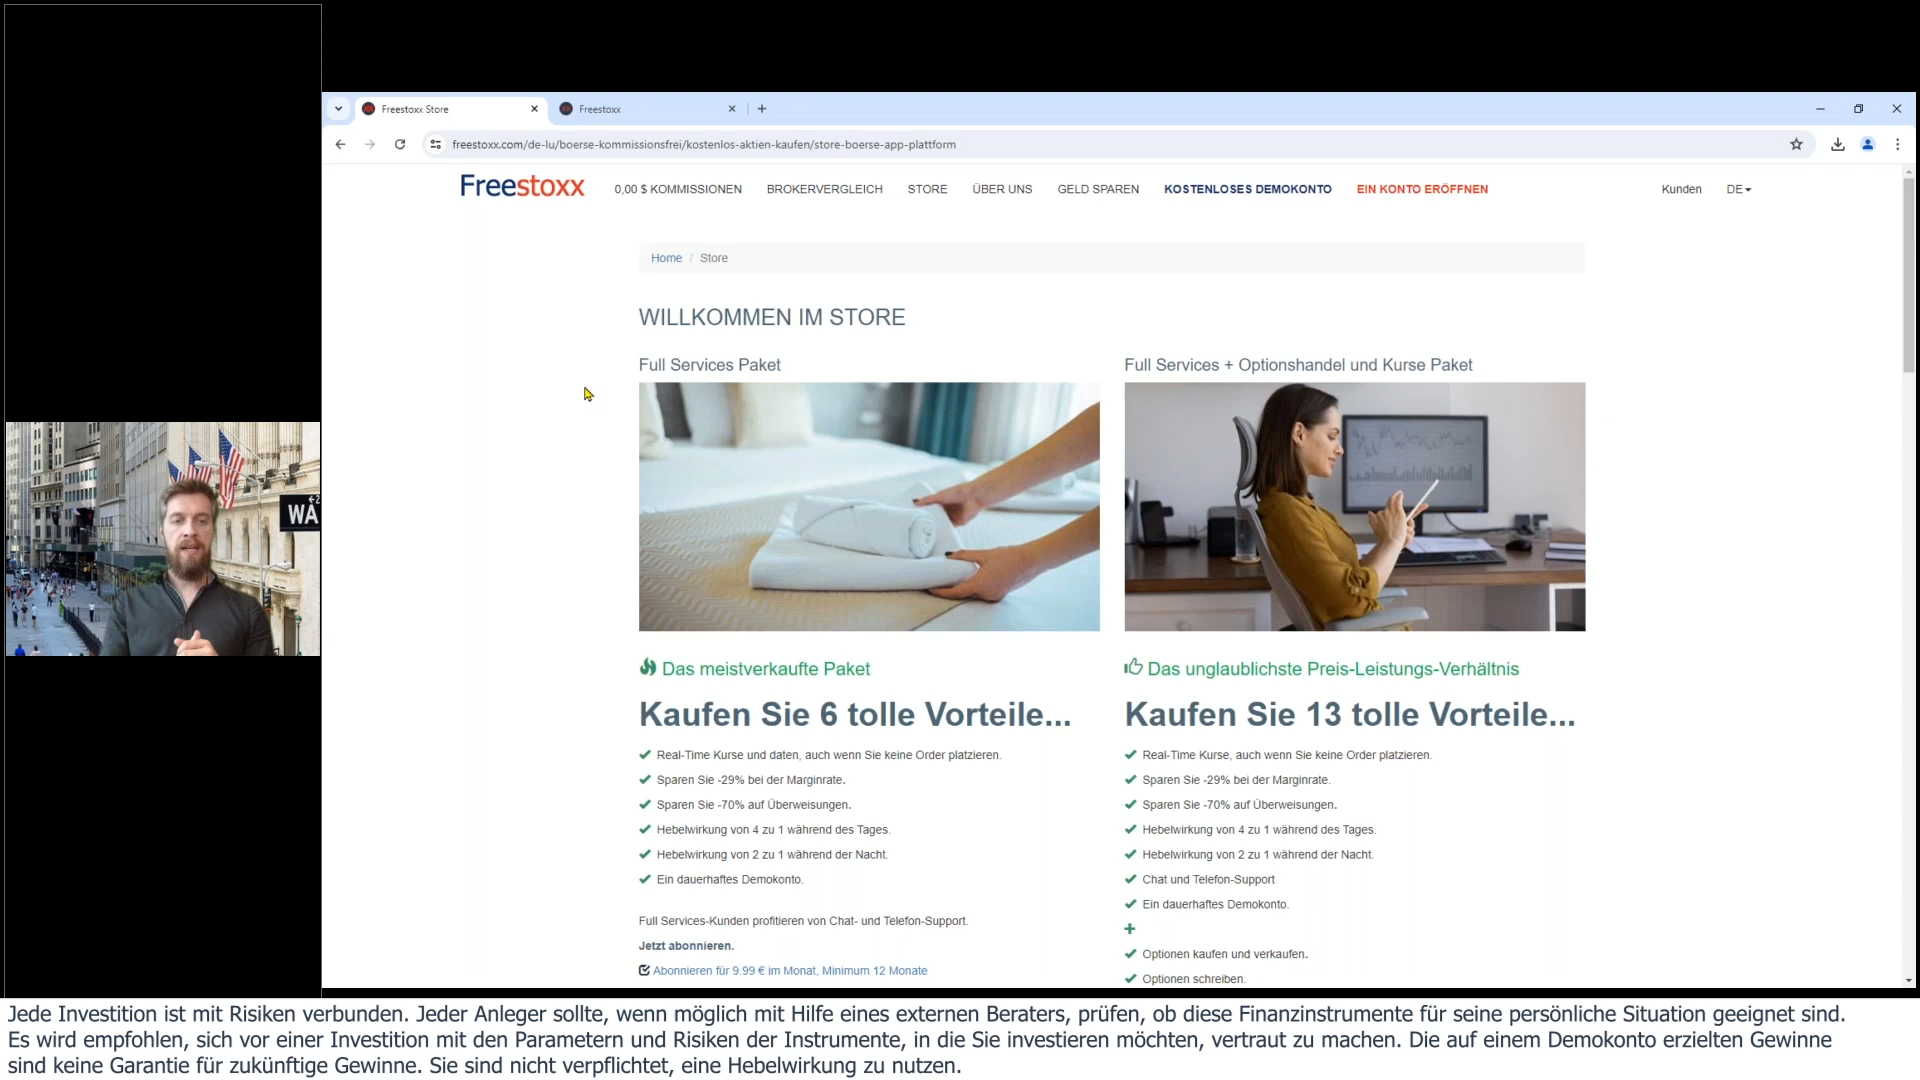 Freestoxx Store
Freestoxx
freestoxx.com/de-lu/boerse-kommissionsfrei/kostenlos-aktien-kaufen/store-boerse-app-plattform
Freestoxx
0,00 $ KOMMISSIONEN
BROKERVERGLEICH
STORE
ÜBER UNS
GELD SPAREN
KOSTENLOSES DEMOKONTO
EIN KONTO ERÖFFNEN
Kunden
DE
Home / Store
WILLKOMMEN IM STORE
Full Services Paket
Das meistverkaufte Paket
Kaufen Sie 6 tolle Vorteile...
Real-Time Kurse und daten, auch wenn Sie keine Order platzieren.
Sparen Sie -29% bei der Marginrate.
Sparen Sie -70% auf Überweisungen.
Hebelwirkung von 4 zu 1 während des Tages.
Hebelwirkung von 2 zu 1 während der Nacht.
Ein dauerhaftes Demokonto.
Full Services-Kunden profitieren von Chat- und Telefon-Support.
Jetzt abonnieren.
Abonnieren für 9.99 € im Monat, Minimum 12 Monate
Full Services + Optionshandel und Kurse Paket
Das unglaublichste Preis-Leistungs-Verhältnis
Kaufen Sie 13 tolle Vorteile...
Real-Time Kurse, auch wenn Sie keine Order platzieren.
Sparen Sie -29% bei der Marginrate.
Sparen Sie -70% auf Überweisungen.
Hebelwirkung von 4 zu 1 während des Tages.
Hebelwirkung von 2 zu 1 während der Nacht.
Chat und Telefon-Support
Ein dauerhaftes Demokonto.
+
Optionen kaufen und verkaufen.
Optionen schreiben.
WA
Jede Investition ist mit Risiken verbunden. Jeder Anleger sollte, wenn möglich mit Hilfe eines externen Beraters, prüfen, ob diese Finanzinstrumente für seine persönliche Situation geeignet sind.
Es wird empfohlen, sich vor einer Investition mit den Parametern und Risiken der Instrumente, in die Sie investieren möchten, vertraut zu machen. Die auf einem Demokonto erzielten Gewinne
sind keine Garantie für zukünftige Gewinne. Sie sind nicht verpflichtet, eine Hebelwirkung zu nutzen.